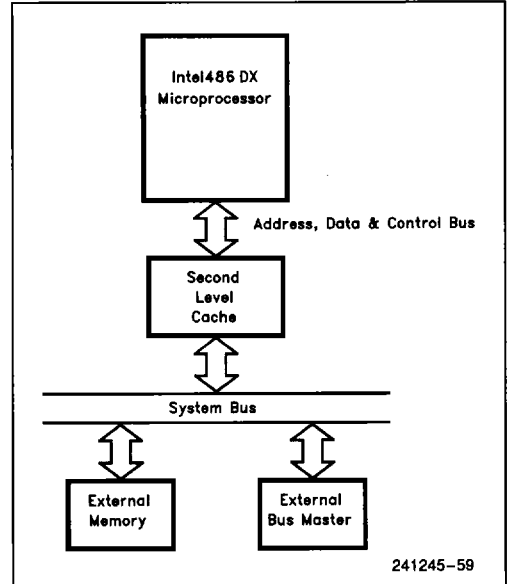 Intel486 DX
Microprocessor
Address, Data & Control Bus
Second
Level
Cache
System Bus
External
Memory
External
Bus Master
241245-59